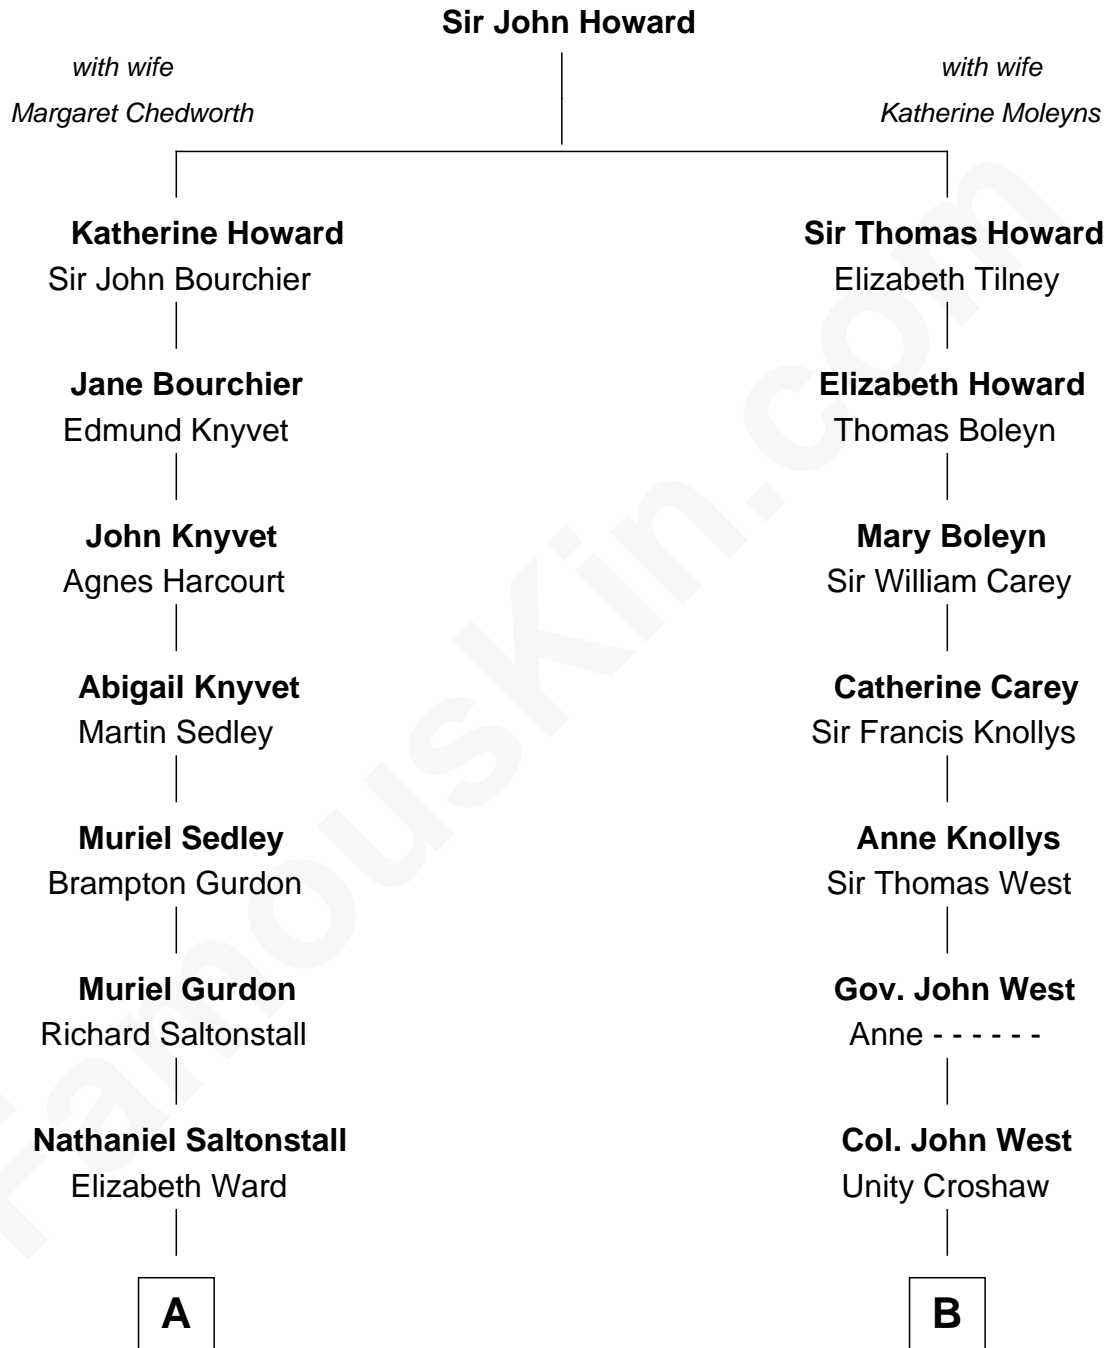 Sir John Howard
with wife
Margaret Chedworth
with wife
Katherine Moleyns
Katherine Howard
Sir John Bourchier
Jane Bourchier
Edmund Knyvet
John Knyvet
Agnes Harcourt
Abigail Knyvet
Martin Sedley
Muriel Sedley
Brampton Gurdon
Muriel Gurdon
Richard Saltonstall
Nathaniel Saltonstall
Elizabeth Ward
A
Sir Thomas Howard
Elizabeth Tilney
Elizabeth Howard
Thomas Boleyn
Mary Boleyn
Sir William Carey
Catherine Carey
Sir Francis Knollys
Anne Knollys
Sir Thomas West
Gov. John West
Anne - - - - - -
Col. John West
Unity Croshaw
B
FamousKin.com